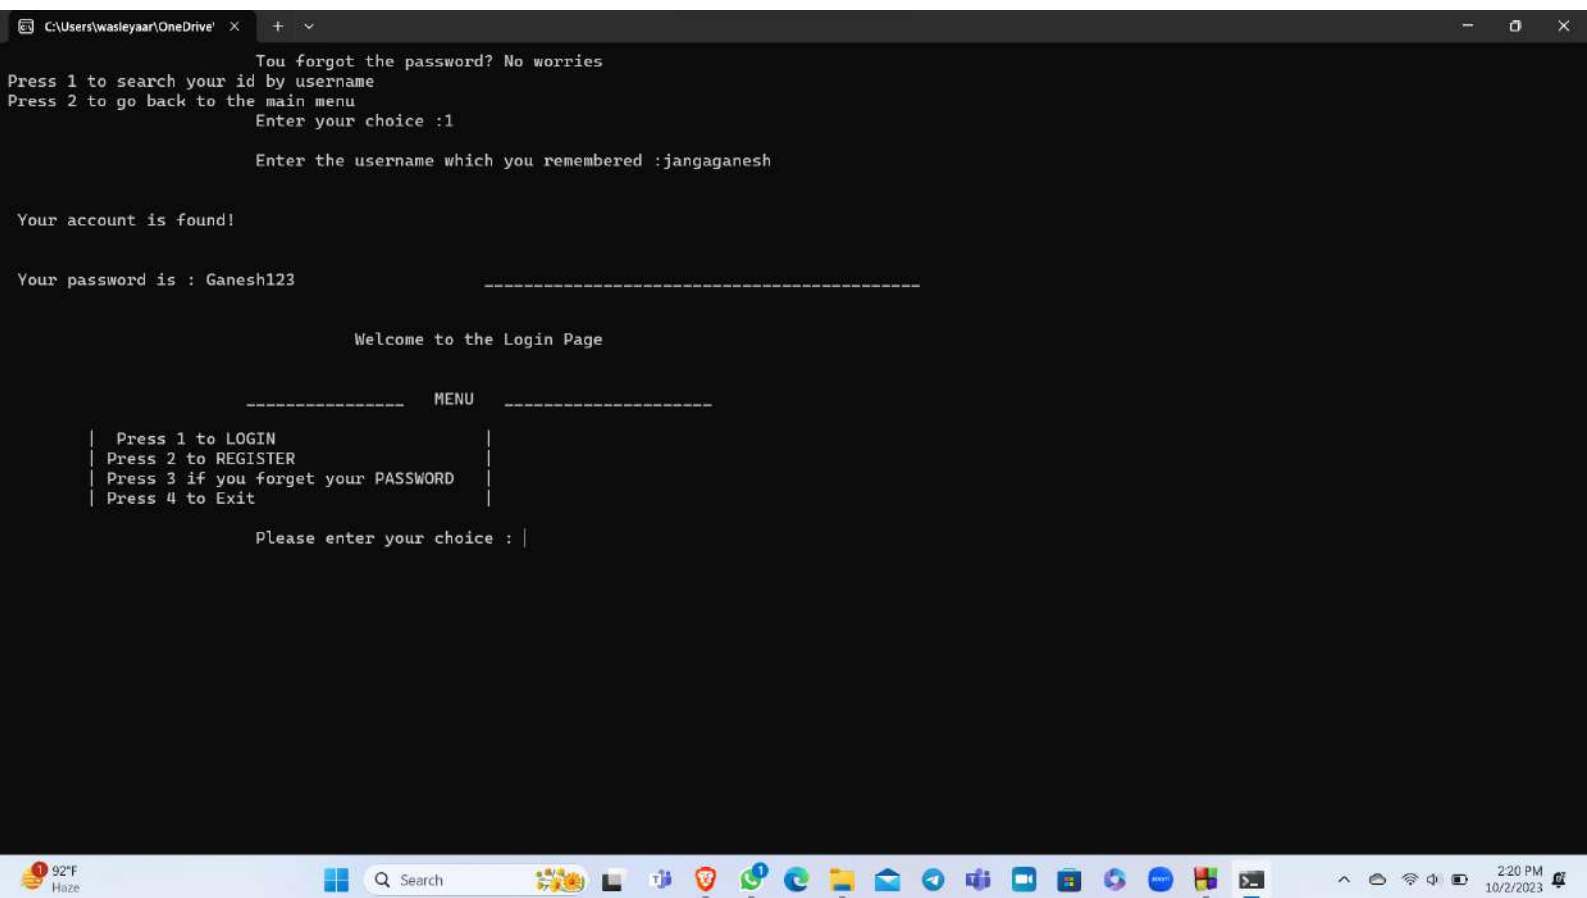 C:\Users\wasleyaar\OneDrive'
Tou forgot the password? No worries
Press 1 to search your id by username
Press 2 to go back to the main menu
Enter your choice :1
Enter the username which you remembered :jangaganesh
Your account is found!
Your password is : Ganesh123
Welcome to the Login Page
MENU
Press 1 to LOGIN
Press 2 to REGISTER
Press 3 if you forget your PASSWORD
Press 4 to Exit
Please enter your choice :
1
92°F
Haze
Search
1
2:20 PM
10/2/2023